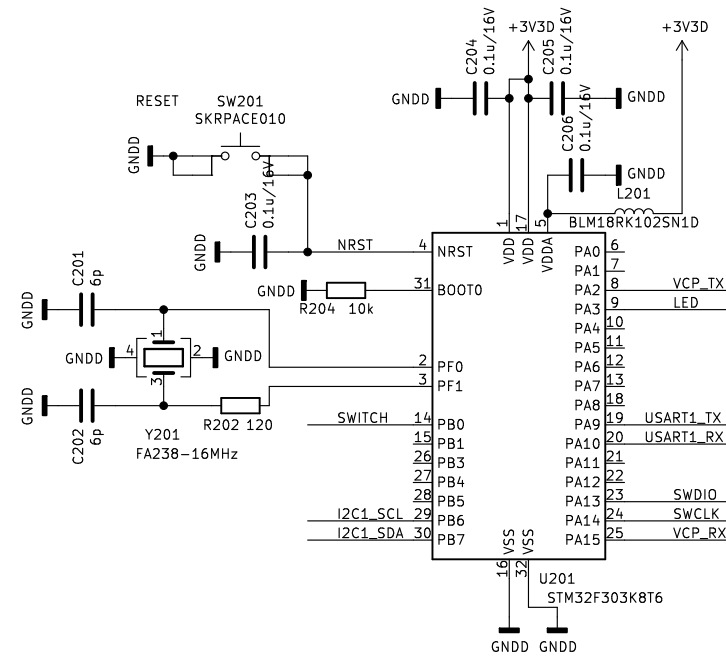 +3V3D
+3V3D
C204
0.1u/16V
C205
0.1u/16V
GNDD
GNDD
RESET
SW201
SKRPACE010
C206
0.1u/16V
GNDD
GNDD
L201
BLM18RK102SN1D
C203
0.1u/16V
GNDD
NRST
4
NRST
1
VDD
17
VDD
5
VDDA
GNDD
R204
10k
31
BOOT0
C201
6p
GNDD
GNDD
4
1
2
3
GNDD
2
PF0
3
PF1
GNDD
C202
6p
Y201
FA238-16MHz
R202
120
SWITCH
14
PB0
15
PB1
26
PB3
27
PB4
28
PB5
I2C1_SCL
29
PB6
I2C1_SDA
30
PB7
PA0
6
PA1
7
PA2
8
VCP_TX
PA3
9
LED
PA4
10
PA5
11
PA6
12
PA7
13
PA8
18
PA9
19
USART1_TX
PA10
20
USART1_RX
PA11
21
PA12
22
PA13
23
SWDIO
PA14
24
SWCLK
PA15
25
VCP_RX
VSS
16
VSS
32
U201
STM32F303K8T6
GNDD
GNDD